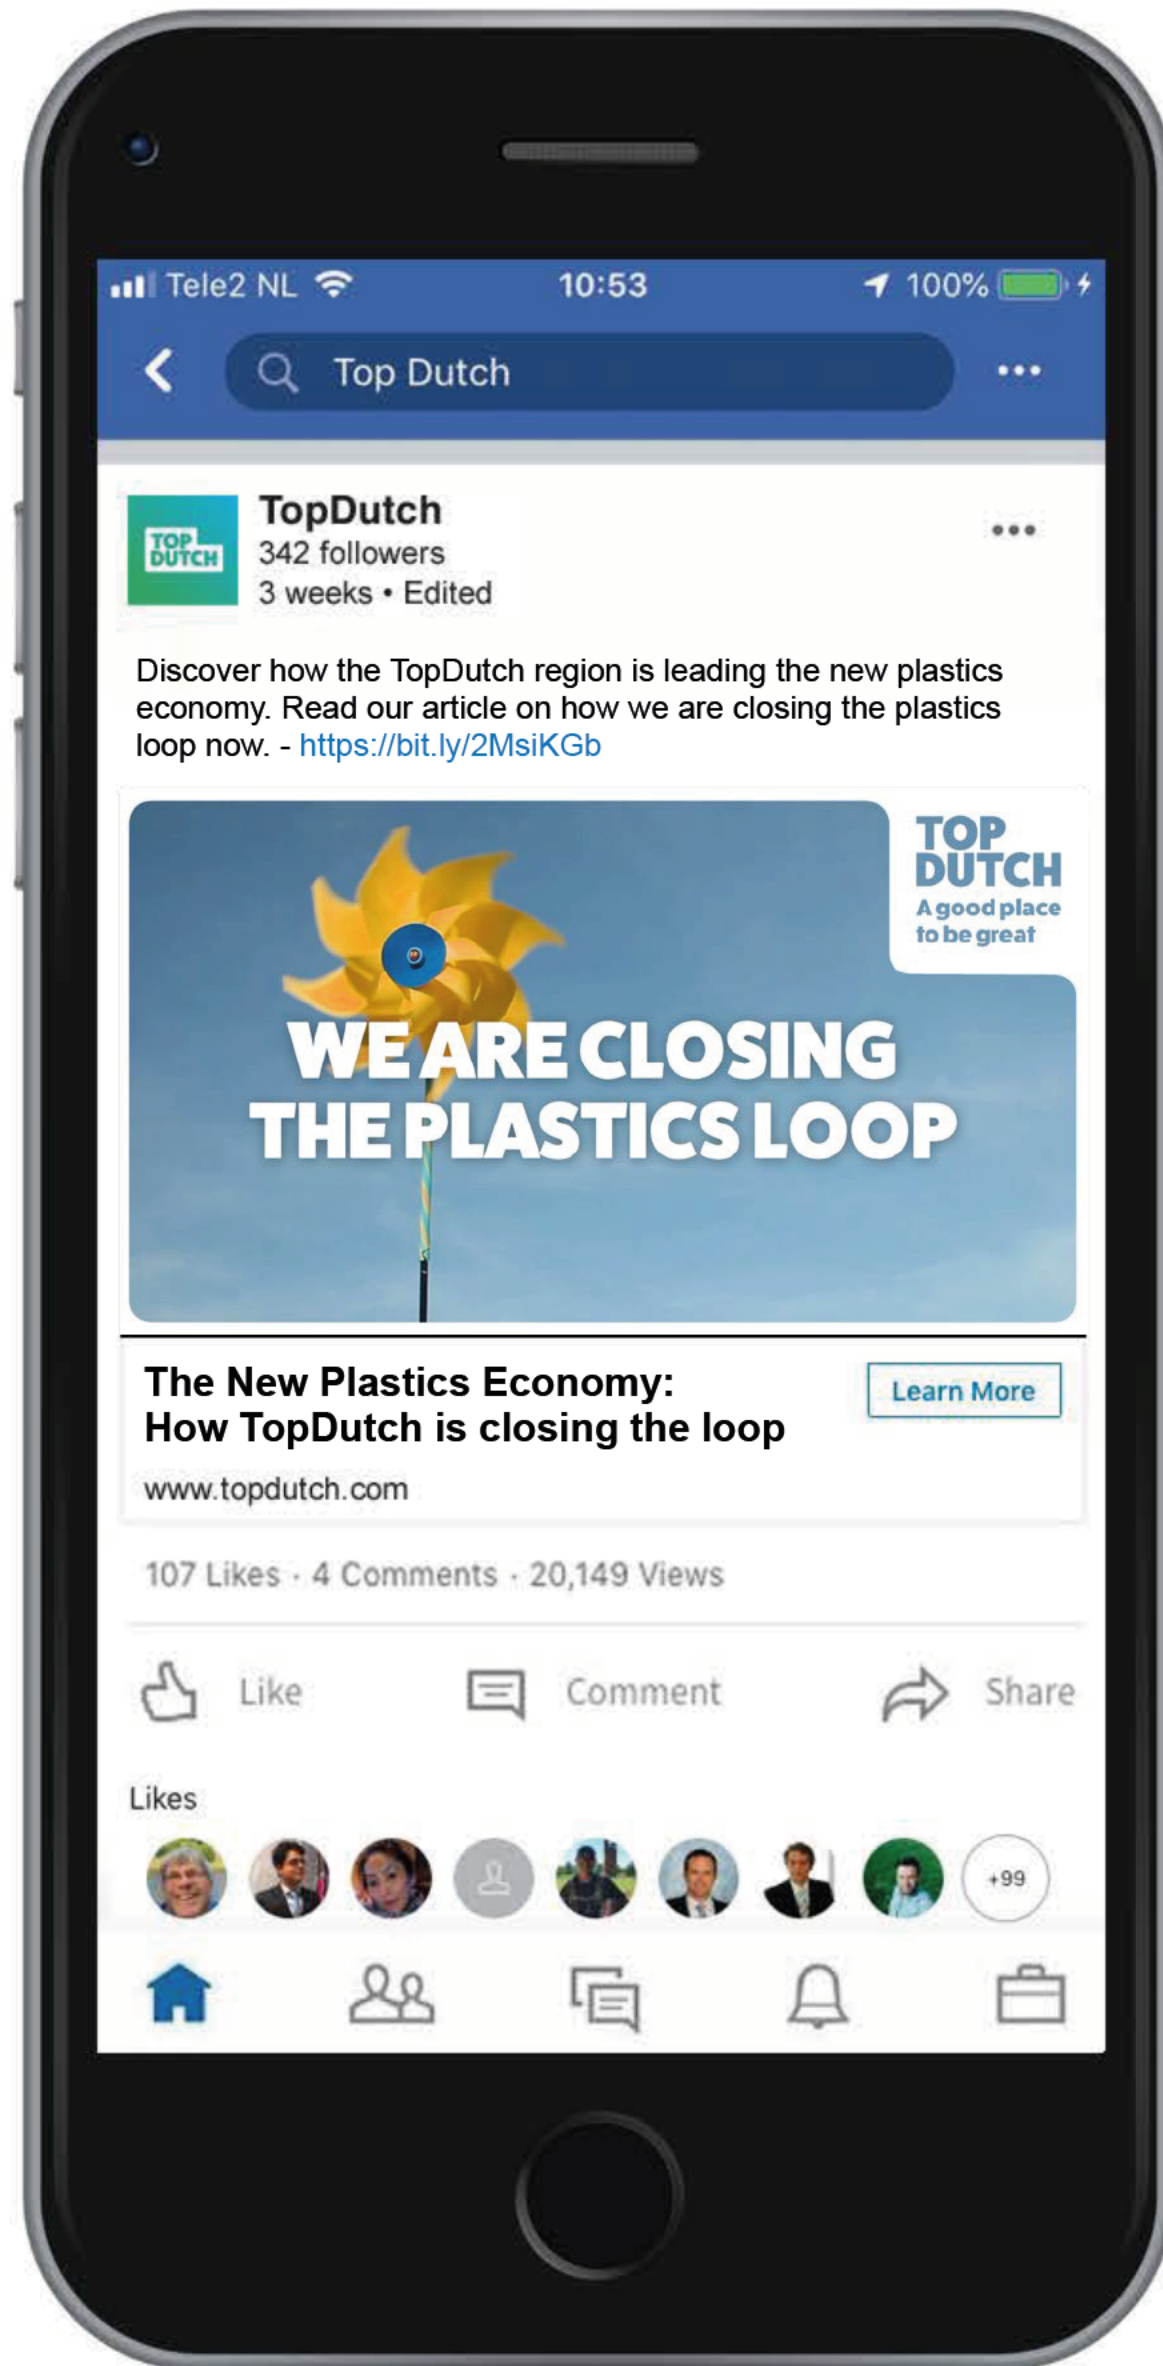 Tele2 NL 10:53 100%
Top Dutch
TOP
DUTCH
TopDutch
342 followers
3 weeks • Edited
Discover how the TopDutch region is leading the new plastics
economy. Read our article on how we are closing the plastics
loop now. - https://bit.ly/2MsiKGb
TOP
DUTCH
A good place
to be great
WE ARE CLOSING
THE PLASTICS LOOP
The New Plastics Economy:
How TopDutch is closing the loop
Learn More
www.topdutch.com
107 Likes · 4 Comments · 20,149 Views
Like Comment Share
Likes
+99